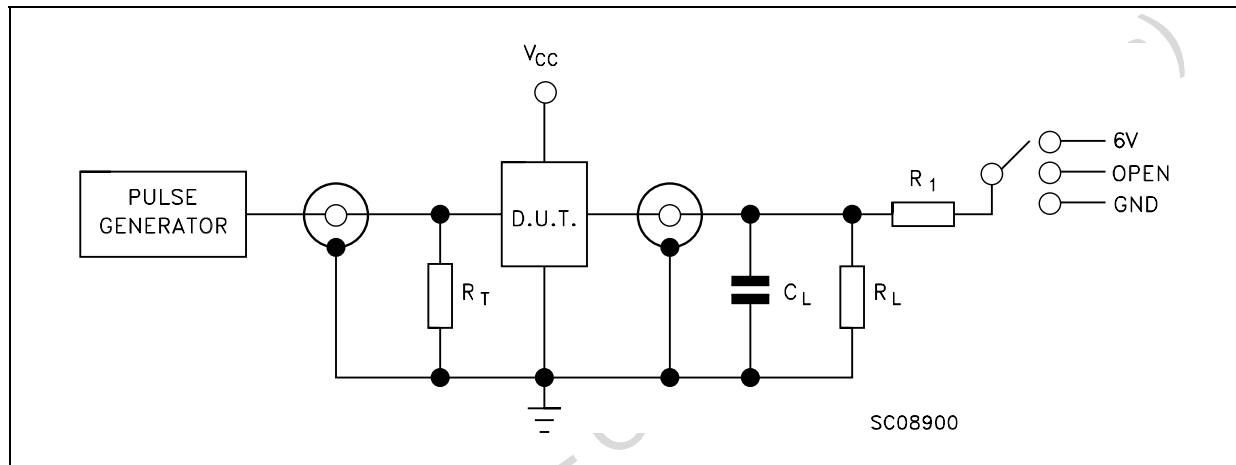 VCC
PULSE
GENERATOR
D.U.T.
RT
CL
RL
R1
6V
OPEN
GND
SC08900